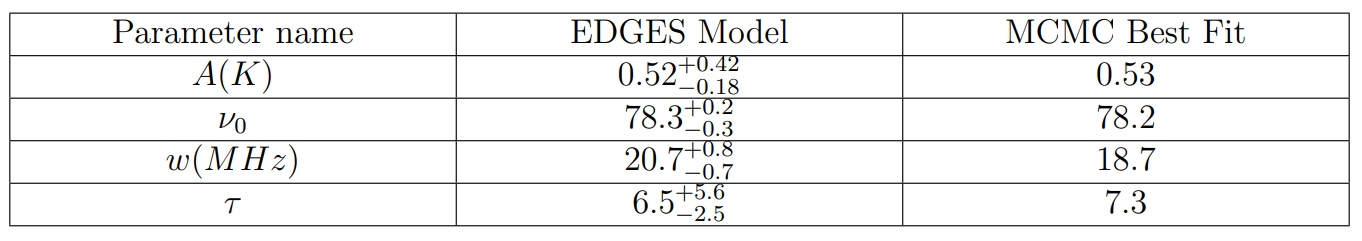 Parameter name EDGES Model MCMC Best Fit
A(K) 0.52+0.42−0.18 0.53
ν0 78.3+0.2−0.3 78.2
w(MHz) 20.7+0.8−0.7 18.7
τ 6.5+5.6−2.5 7.3